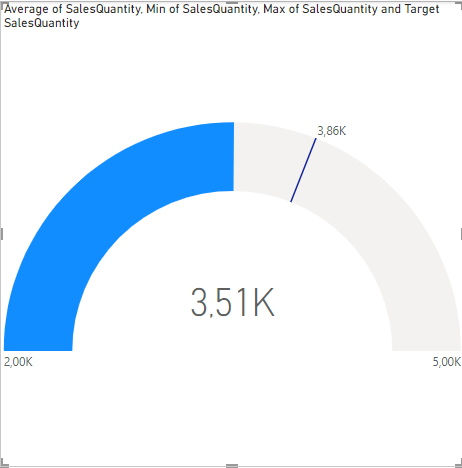 Average of SalesQuantity, Min of SalesQuantity, Max of SalesQuantity and Target
SalesQuantity
3,86K
3,51K
2,00K
5,00K